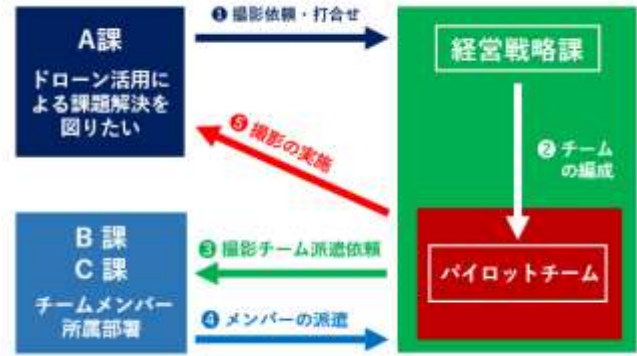 A課
ドローン活用に
よる課題解決を
図りたい
❶撮影依頼・打合せ
経営戦略課
❷チーム
の編成
❺撮影の実施
B課
C課
チームメンバー
所属部署
❸撮影チーム派遣依頼
❹メンバーの派遣
パイロットチーム